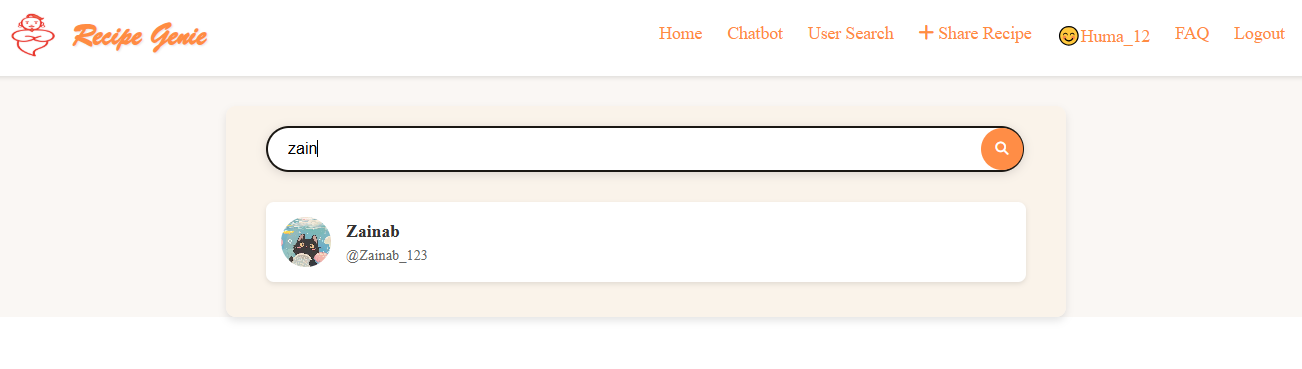 Recipe Genie
Home Chatbot User Search + Share Recipe Huma_12 FAQ Logout
zain
Zainab
@Zainab_123